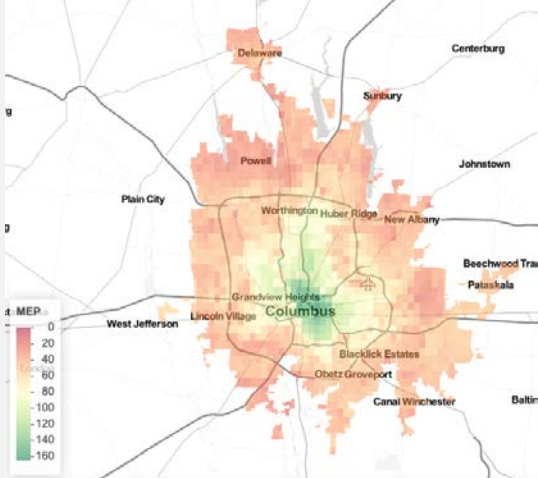 Delaware
Centerburg
Sunbury
Johnstown
Powell
Plain City
Worthington
Huber Ridge
New Albany
Beechwood Tra
Pataskala
Grandview Heights
Columbus
West Jefferson
Lincoln Village
Blacklick Estates
Obetz
Groveport
Canal Winchester
Baltin
London
MEP
0
20
40
60
80
100
120
140
160